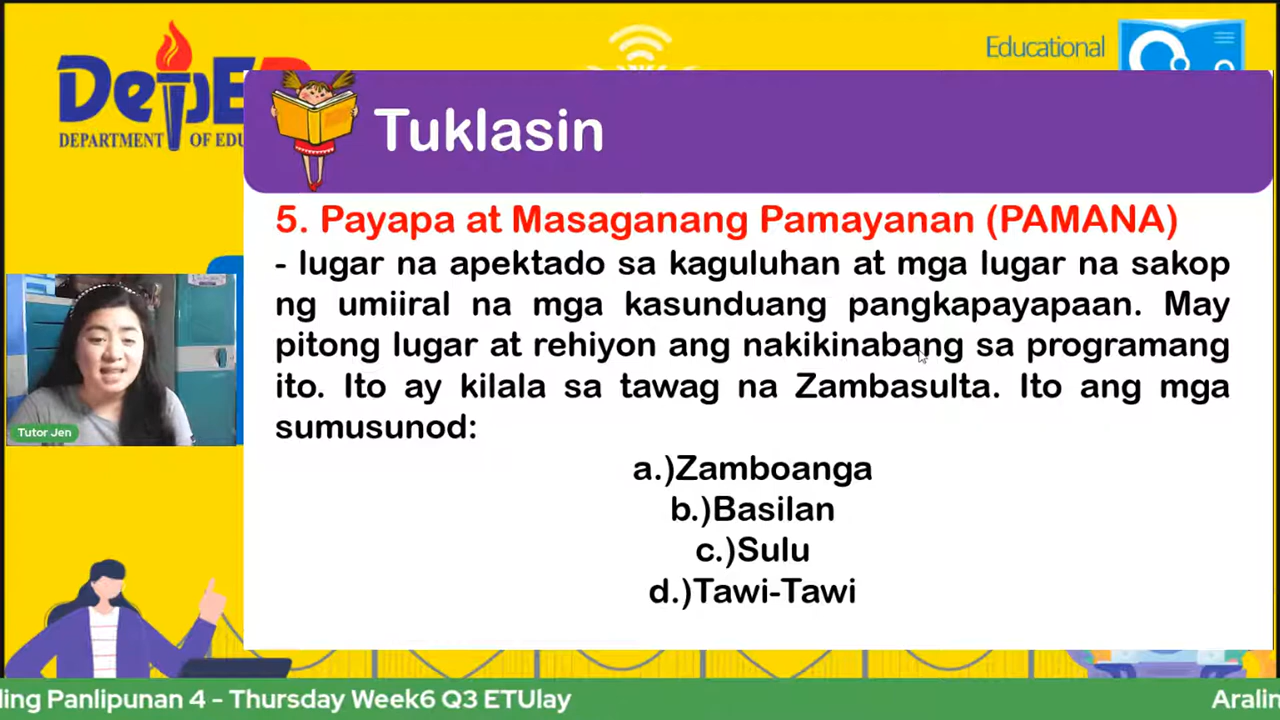 Educational
DEPARTMENT OF EDU
Tuklasin
5. Payapa at Masaganang Pamayanan (PAMANA)
- lugar na apektado sa kaguluhan at mga lugar na sakop
ng umiiral na mga kasunduang pangkapayapaan. May
pitong lugar at rehiyon ang nakikinabang sa programang
ito. Ito ay kilala sa tawag na Zambasulta. Ito ang mga
sumusunod:
a.)Zamboanga
b.)Basilan
c.)Sulu
d.)Tawi-Tawi
Tutor Jen
ling Panlipunan 4 - Thursday Week6 Q3 ETUlay
Aralin